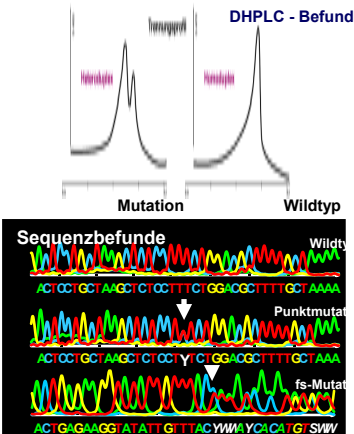 DHPLC - Befund
Mutation Wildtyp
Sequenzbefunde
Wildty
ACTCCTGCTAAGCTCTCCTTTCTGGACGCTTTTGCTAAAA
Punktmutat
ACTCCTGCTAAGCTCTCCTYTCTGGACGCTTTTGCTAAA
fs-Mutat
ACTGAGAAGGTATATTGTTTACYWWAYCACATGTSWW